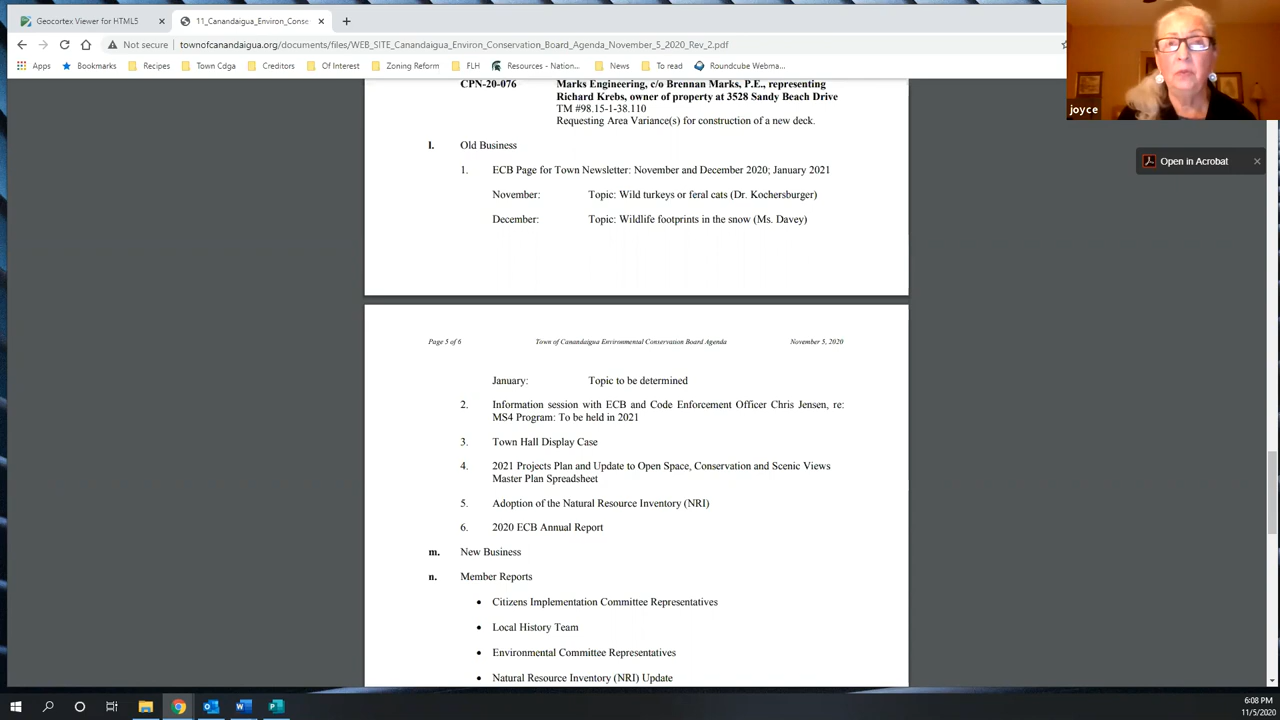 Geocortex Viewer for HTML5
11_Canandaigua_Environ_Conse
Not secure
townofcanandaigua.org/documents/files/WEB_SITE_Canandaigua_Environ_Conservation_Board_Agenda_November_5_2020_Rev_2.pdf
Apps Bookmarks Recipes Town Cdga Creditors Of Interest Zoning Reform FLH Resources - Nation... News To read Roundcube Webma...
joyce
Open in Acrobat
CPN-20-076 Marks Engineering, c/o Brennan Marks, P.E., representing
Richard Krebs, owner of property at 3528 Sandy Beach Drive
TM #98.15-1-38.110
Requesting Area Variance(s) for construction of a new deck.
l. Old Business
1. ECB Page for Town Newsletter: November and December 2020; January 2021
November: Topic: Wild turkeys or feral cats (Dr. Kochersburger)
December: Topic: Wildlife footprints in the snow (Ms. Davey)
Page 5 of 6 Town of Canandaigua Environmental Conservation Board Agenda November 5, 2020
January: Topic to be determined
2. Information session with ECB and Code Enforcement Officer Chris Jensen, re:
MS4 Program: To be held in 2021
3. Town Hall Display Case
4. 2021 Projects Plan and Update to Open Space, Conservation and Scenic Views
Master Plan Spreadsheet
5. Adoption of the Natural Resource Inventory (NRI)
6. 2020 ECB Annual Report
m. New Business
n. Member Reports
• Citizens Implementation Committee Representatives
• Local History Team
• Environmental Committee Representatives
• Natural Resource Inventory (NRI) Update
6:08 PM
11/5/2020